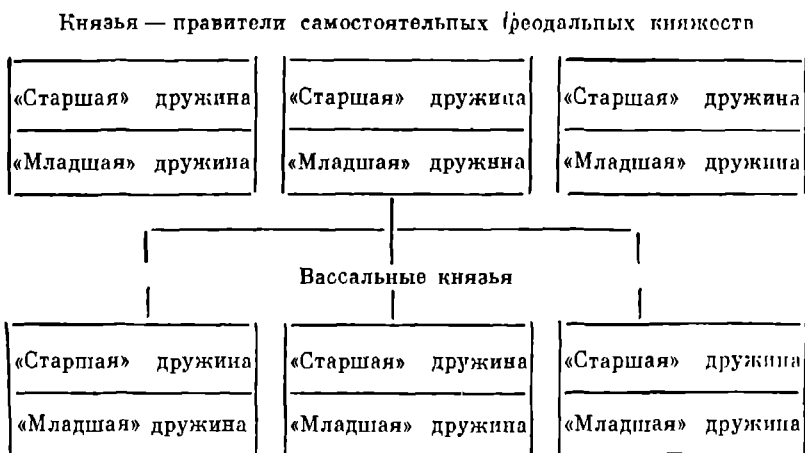 Князья — правители самостоятельных феодальных княжеств
«Старшая» дружина «Старшая» дружина «Старшая» дружина
«Младшая» дружина «Младшая» дружина «Младшая» дружина
Вассальные князья
«Старшая» дружина «Старшая» дружина «Старшая» дружина
«Младшая» дружина «Младшая» дружина «Младшая» дружина